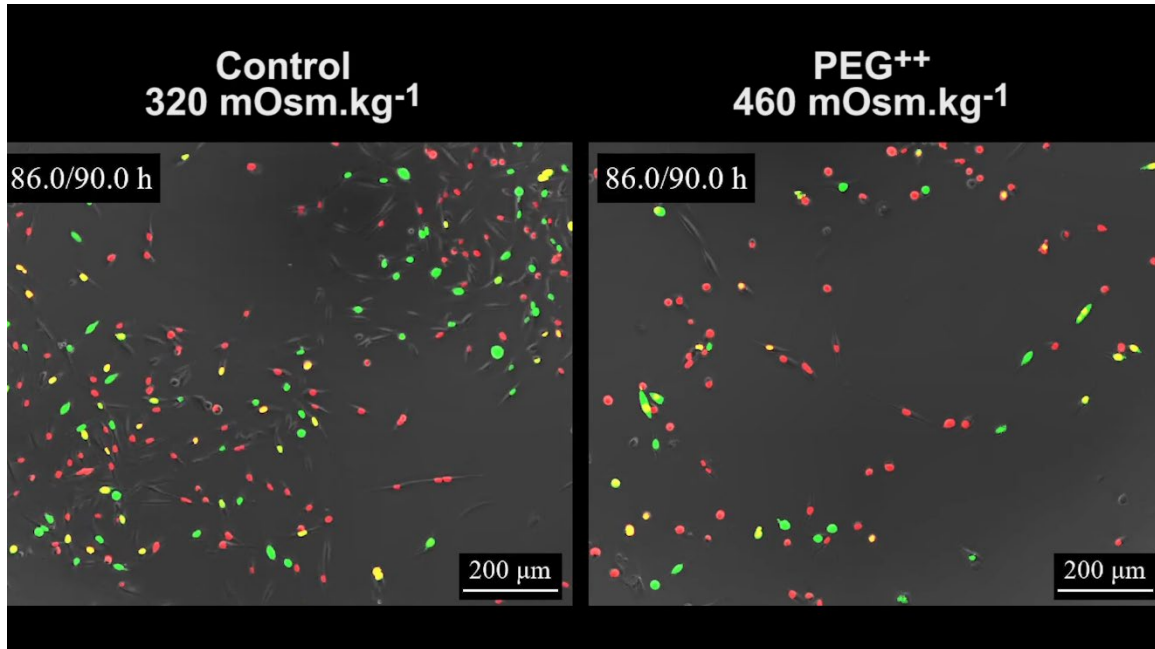 Control
320 mOsm.kg-1
86.0/90.0 h
200 µm
PEG++
460 mOsm.kg-1
86.0/90.0 h
200 µm